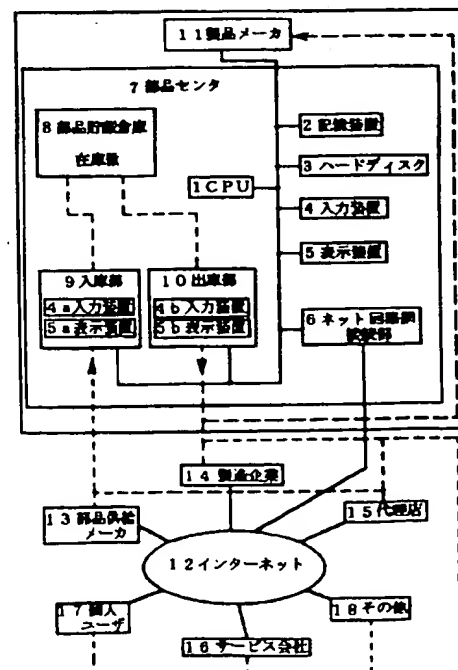 11製品メーカ
7部品センタ
8部品貯蔵倉庫
在庫数
2記憶装置
3ハードディスク
1CPU
4入力装置
5表示装置
9入庫部
4a入力装置
5a表示装置
10出庫部
4b入力装置
5b表示装置
6ネット回路網
接続部
14製造企業
13部品供給
メーカ
15代理店
12インターネット
17個人
ユーザ
18その他
16サービス会社